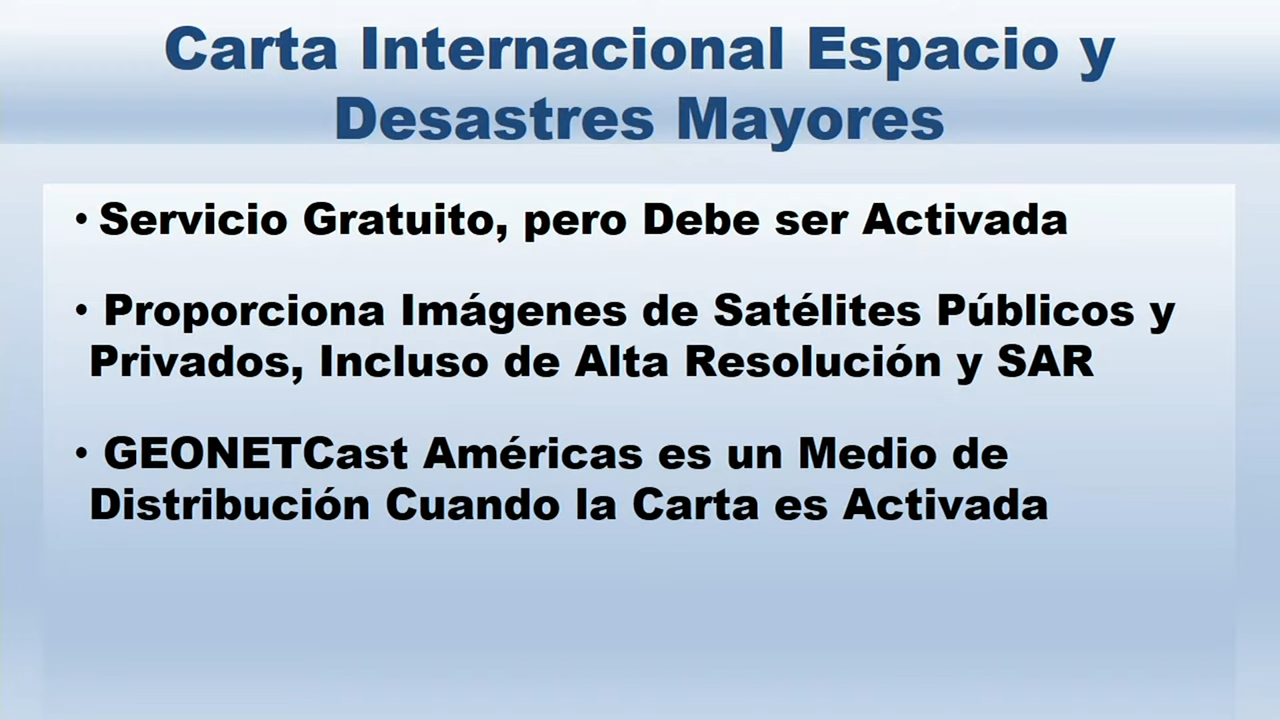 Carta Internacional Espacio y
Desastres Mayores
• Servicio Gratuito, pero Debe ser Activada
• Proporciona Imágenes de Satélites Públicos y
Privados, Incluso de Alta Resolución y SAR
• GEONETCast Américas es un Medio de
Distribución Cuando la Carta es Activada